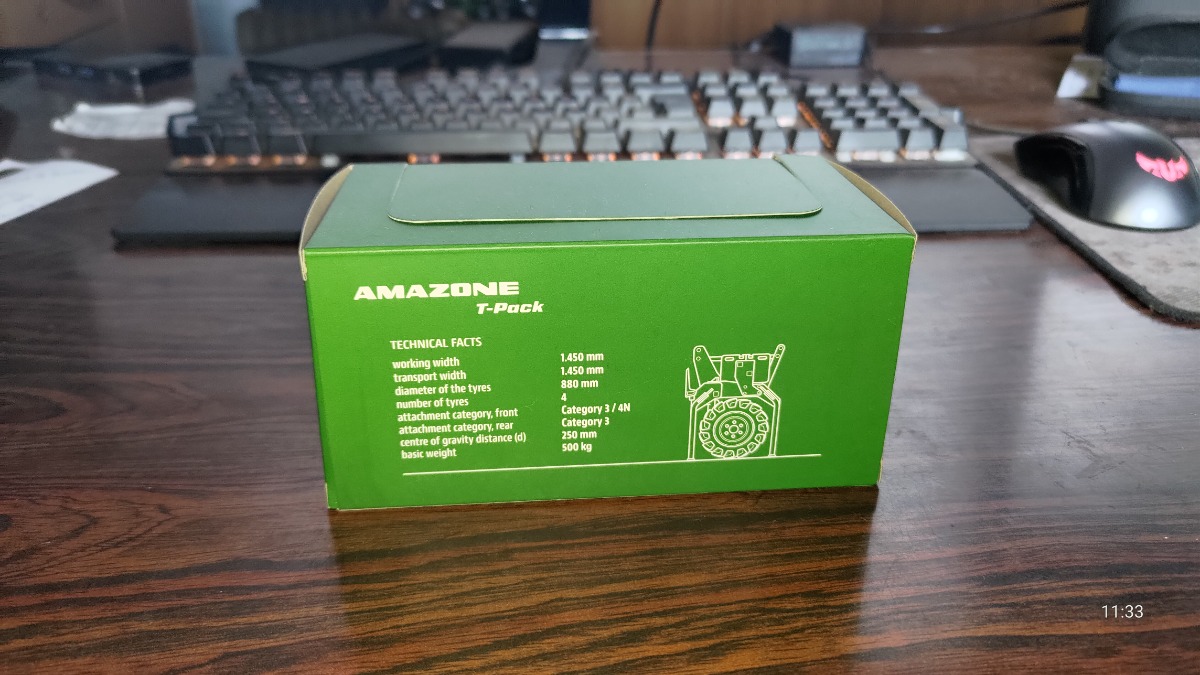 AMAZONE
T-Pack
TECHNICAL FACTS
working width 1.450 mm
transport width 1.450 mm
diameter of the tyres 880 mm
number of tyres 4
attachment category, front Category 3 / 4N
attachment category, rear Category 3
centre of gravity distance (d) 250 mm
basic weight 500 kg
11:33